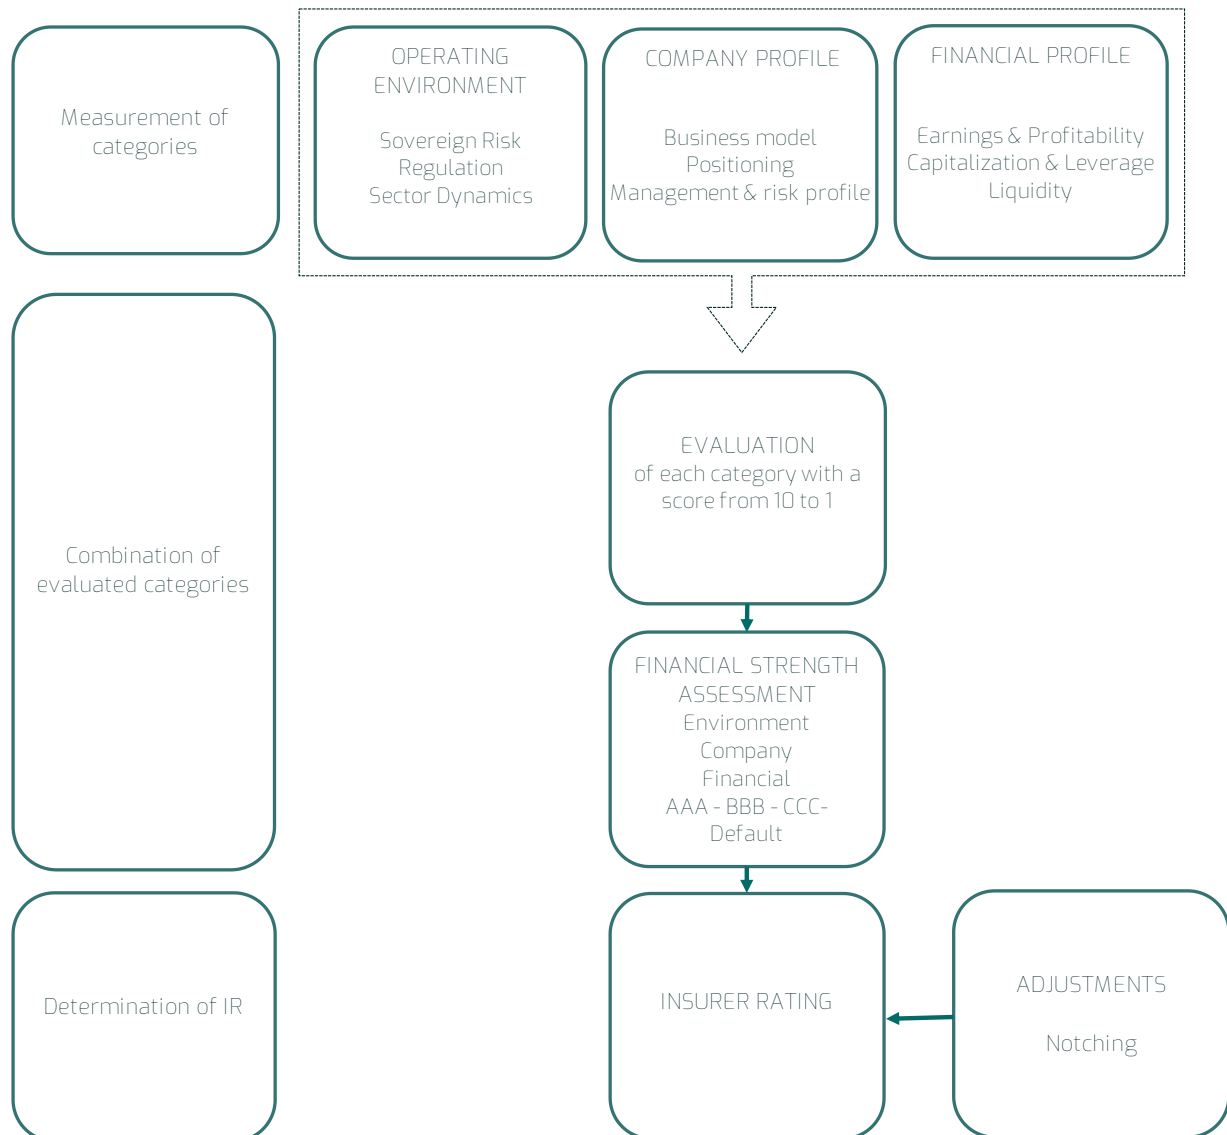 Measurement of
categories
OPERATING
ENVIRONMENT
Sovereign Risk
Regulation
Sector Dynamics
COMPANY PROFILE
Business model
Positioning
Management & risk profile
FINANCIAL PROFILE
Earnings & Profitability
Capitalization & Leverage
Liquidity
Combination of
evaluated categories
EVALUATION
of each category with a
score from 10 to 1
FINANCIAL STRENGTH
ASSESSMENT
Environment
Company
Financial
AAA - BBB - CCC-
Default
Determination of IR
INSURER RATING
ADJUSTMENTS
Notching